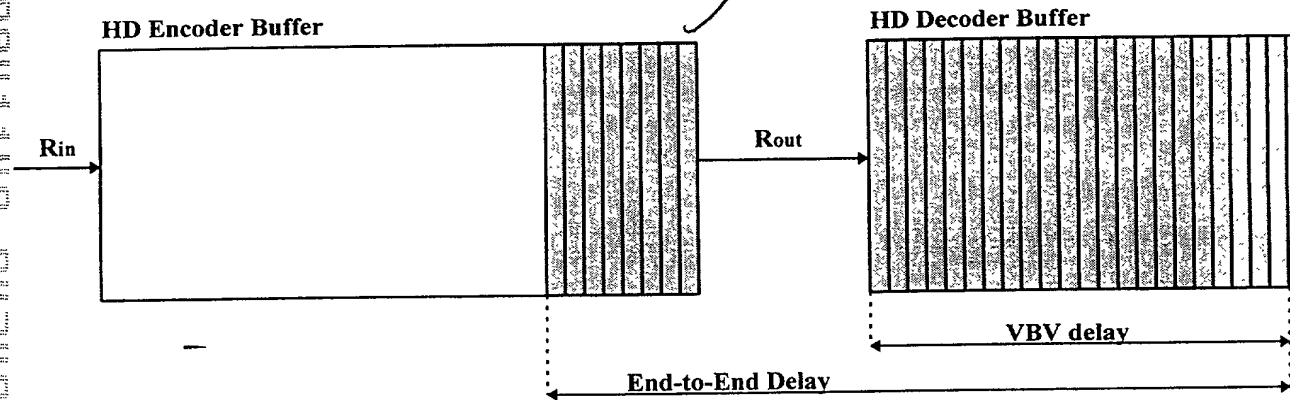 HD Encoder Buffer
HD Decoder Buffer
Rin
Rout
VBV delay
End-to-End Delay